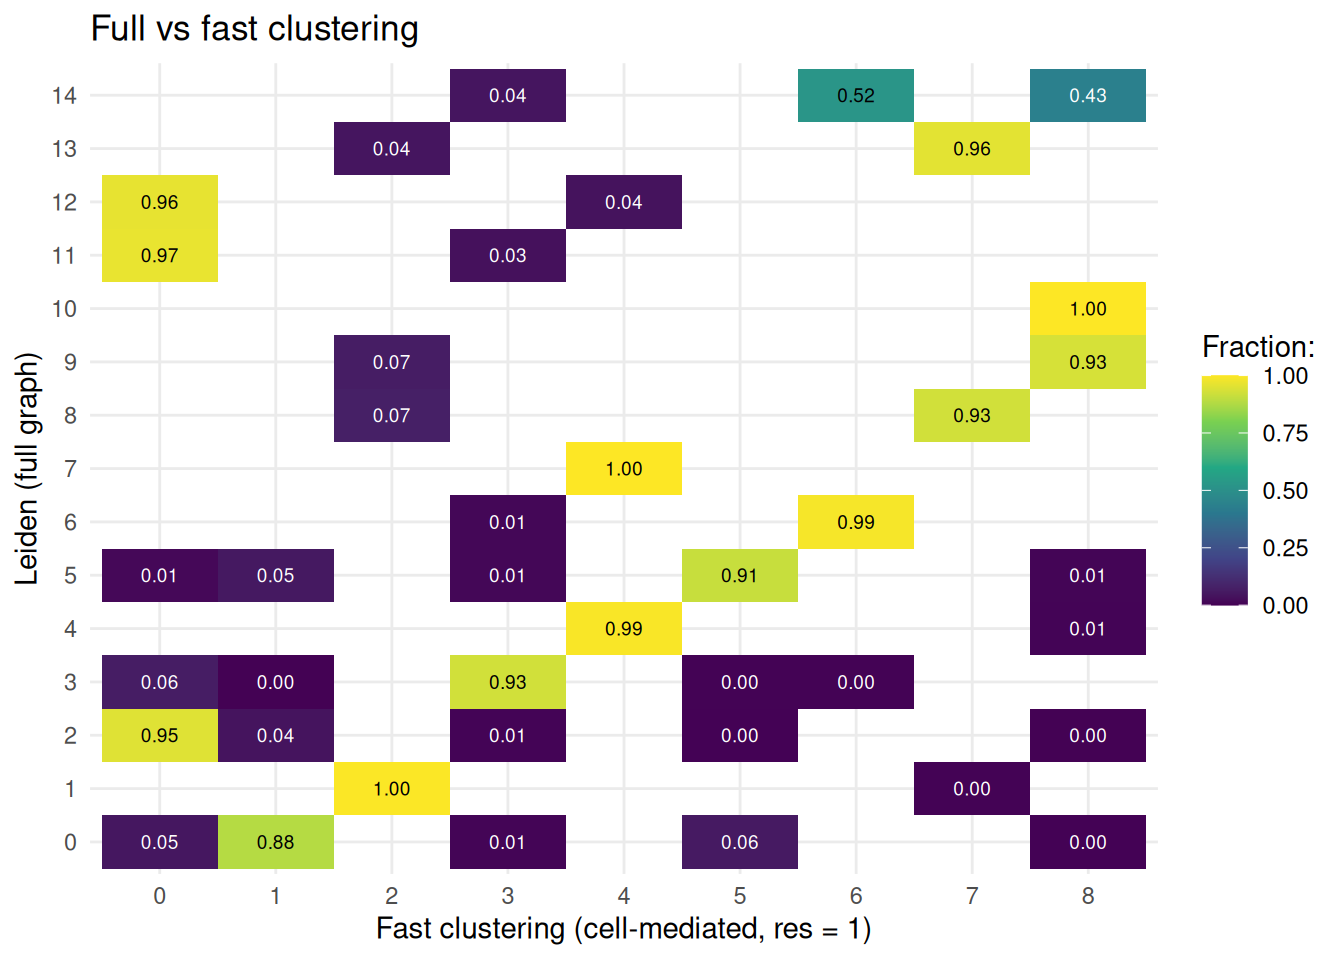 Full vs fast clustering
14 0.04 0.52 0.43
13 0.04 0.96
12 0.96 0.04
11 0.97 0.03
10 1.00
9 0.07 0.93
8 0.07 0.93
7 1.00
6 0.01 0.99
5 0.01 0.05 0.01 0.91 0.01
4 0.99 0.01
3 0.06 0.00 0.93 0.00 0.00
2 0.95 0.04 0.01 0.00 0.00
1 1.00 0.00
0 0.05 0.88 0.01 0.06 0.00
0 1 2 3 4 5 6 7 8
Fast clustering (cell-mediated, res = 1)
Leiden (full graph)
Fraction:
1.00
0.75
0.50
0.25
0.00